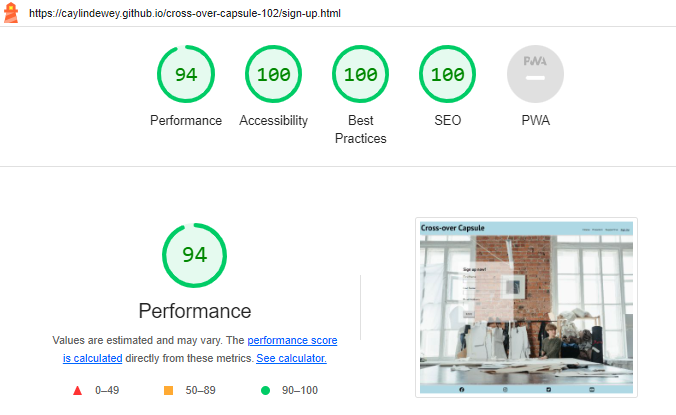 https://caylindewey.github.io/cross-over-capsule-102/sign-up.html
94
100
100
100
PWA
Performance
Accessibility
Best
Practices
SEO
PWA
94
Performance
Values are estimated and may vary. The performance score
is calculated directly from these metrics. See calculator.
0–49
50–89
90–100
Cross-over Capsule
Sign up now!